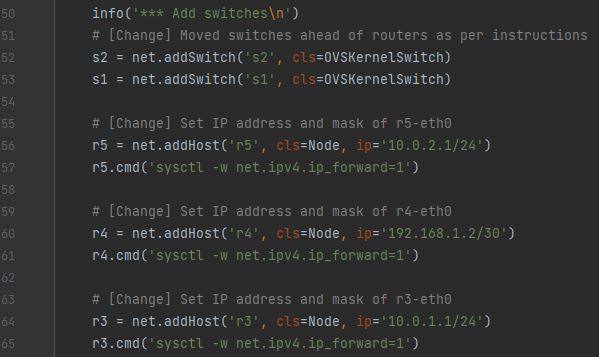 50 info('*** Add switches\n')
51 # [Change] Moved switches ahead of routers as per instructions
52 s2 = net.addSwitch('s2', cls=OVSKernelSwitch)
53 s1 = net.addSwitch('s1', cls=OVSKernelSwitch)
54
55 # [Change] Set IP address and mask of r5-eth0
56 r5 = net.addHost('r5', cls=Node, ip='10.0.2.1/24')
57 r5.cmd('sysctl -w net.ipv4.ip_forward=1')
58
59 # [Change] Set IP address and mask of r4-eth0
60 r4 = net.addHost('r4', cls=Node, ip='192.168.1.2/30')
61 r4.cmd('sysctl -w net.ipv4.ip_forward=1')
62
63 # [Change] Set IP address and mask of r3-eth0
64 r3 = net.addHost('r3', cls=Node, ip='10.0.1.1/24')
65 r3.cmd('sysctl -w net.ipv4.ip_forward=1')